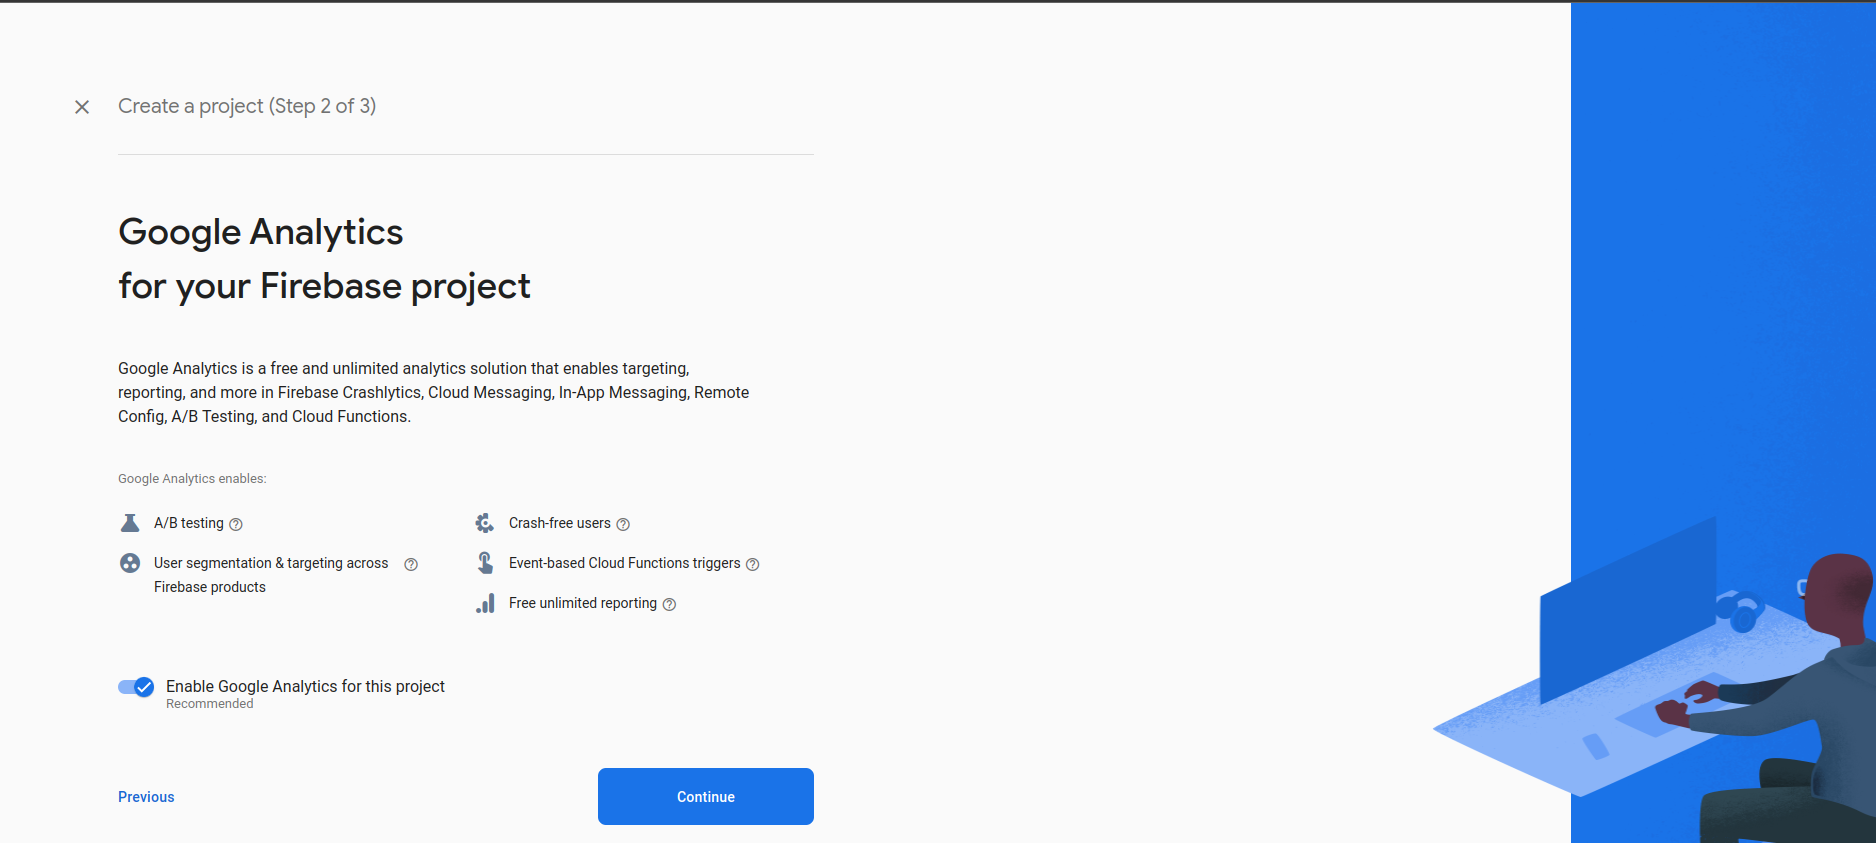 Create a project (Step 2 of 3)
Google Analytics
for your Firebase project
Google Analytics is a free and unlimited analytics solution that enables targeting,
reporting, and more in Firebase Crashlytics, Cloud Messaging, In-App Messaging, Remote
Config, A/B Testing, and Cloud Functions.
Google Analytics enables:
A/B testing
User segmentation & targeting across
Firebase products
Crash-free users
Event-based Cloud Functions triggers
Free unlimited reporting
Enable Google Analytics for this project
Recommended
Previous
Continue